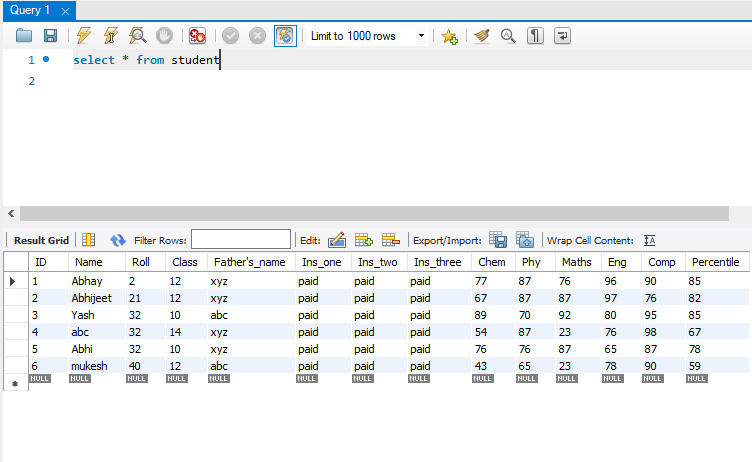 Query 1
Limit to 1000 rows
1 select * from student
2
Result Grid Filter Rows: Edit: Export/Import: Wrap Cell Content:
ID Name Roll Class Father's_name Ins_one Ins_two Ins_three Chem Phy Maths Eng Comp Percentile
1 Abhay 2 12 xyz paid paid paid 77 87 76 96 90 85
2 Abhijeet 21 12 xyz paid paid paid 67 87 87 97 76 82
3 Yash 32 10 abc paid paid paid 89 70 92 80 95 85
4 abc 32 14 xyz paid paid paid 54 87 23 76 98 67
5 Abhi 32 10 xyz paid paid paid 76 76 87 65 87 78
6 mukesh 40 12 abc paid paid paid 43 65 23 78 90 59
NULL NULL NULL NULL NULL NULL NULL NULL NULL NULL NULL NULL NULL NULL